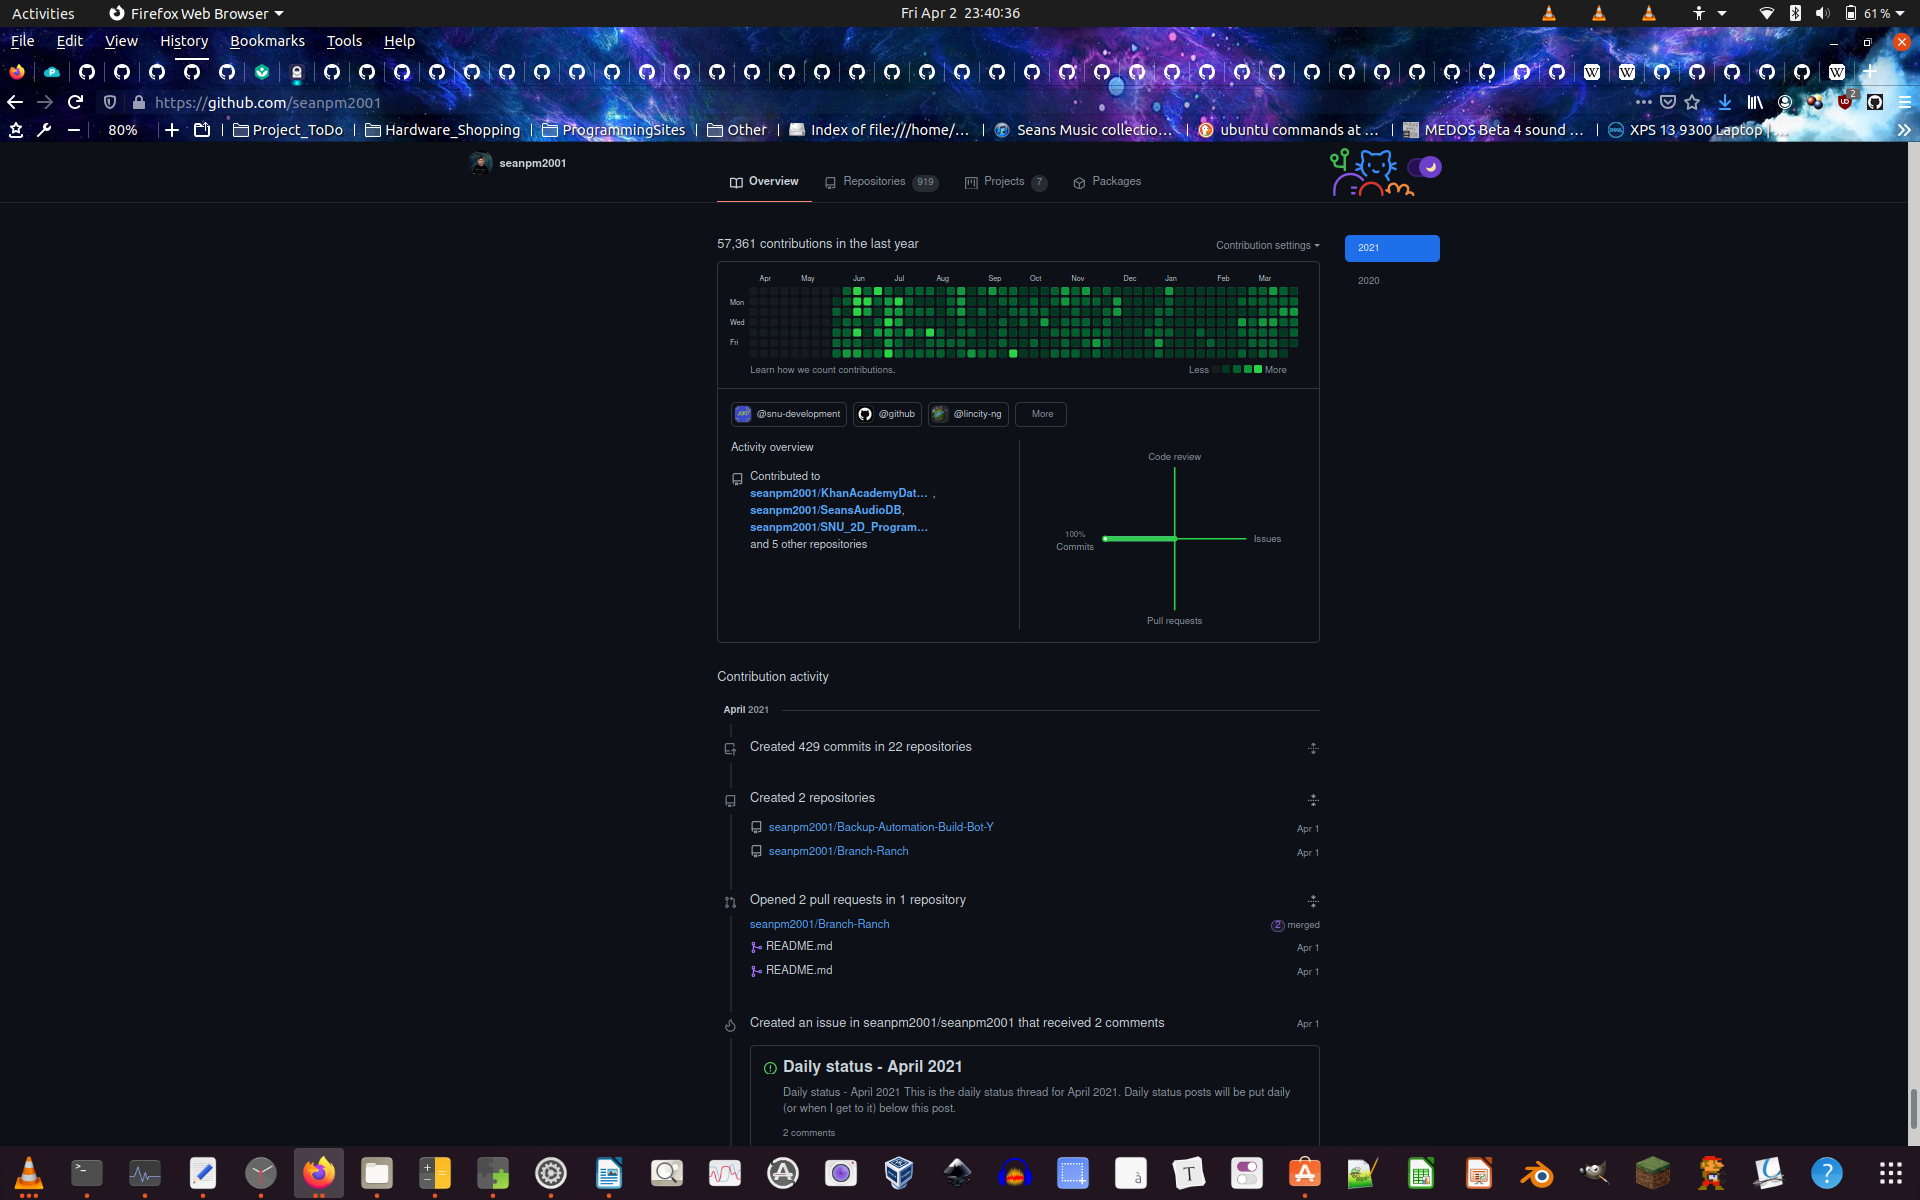 Activities Firefox Web Browser Fri Apr 2 23:40:36 61 %
File Edit View History Bookmarks Tools Help
https://github.com/seanpm2001 2
80% Project_ToDo Hardware_Shopping ProgrammingSites Other Index of file:///home/... Seans Music collectio... ubuntu commands at ... MEDOS Beta 4 sound ... XPS 13 9300 Laptop
seanpm2001
Overview Repositories 919 Projects 7 Packages
57,361 contributions in the last year Contribution settings
2021
2020
Apr May Jun Jul Aug Sep Oct Nov Dec Jan Feb Mar
Mon
Wed
Fri
Learn how we count contributions. Less More
@snu-development @github @lincity-ng More
Activity overview
Contributed to
seanpm2001/KhanAcademyDat... ,
seanpm2001/SeansAudioDB,
seanpm2001/SNU_2D_Program...
and 5 other repositories
Code review
100%
Commits
Issues
Pull requests
Contribution activity
April 2021
Created 429 commits in 22 repositories
Created 2 repositories
seanpm2001/Backup-Automation-Build-Bot-Y Apr 1
seanpm2001/Branch-Ranch Apr 1
Opened 2 pull requests in 1 repository
seanpm2001/Branch-Ranch 2 merged
README.md Apr 1
README.md Apr 1
Created an issue in seanpm2001/seanpm2001 that received 2 comments Apr 1
Daily status - April 2021
Daily status - April 2021 This is the daily status thread for April 2021. Daily status posts will be put daily
(or when I get to it) below this post.
2 comments